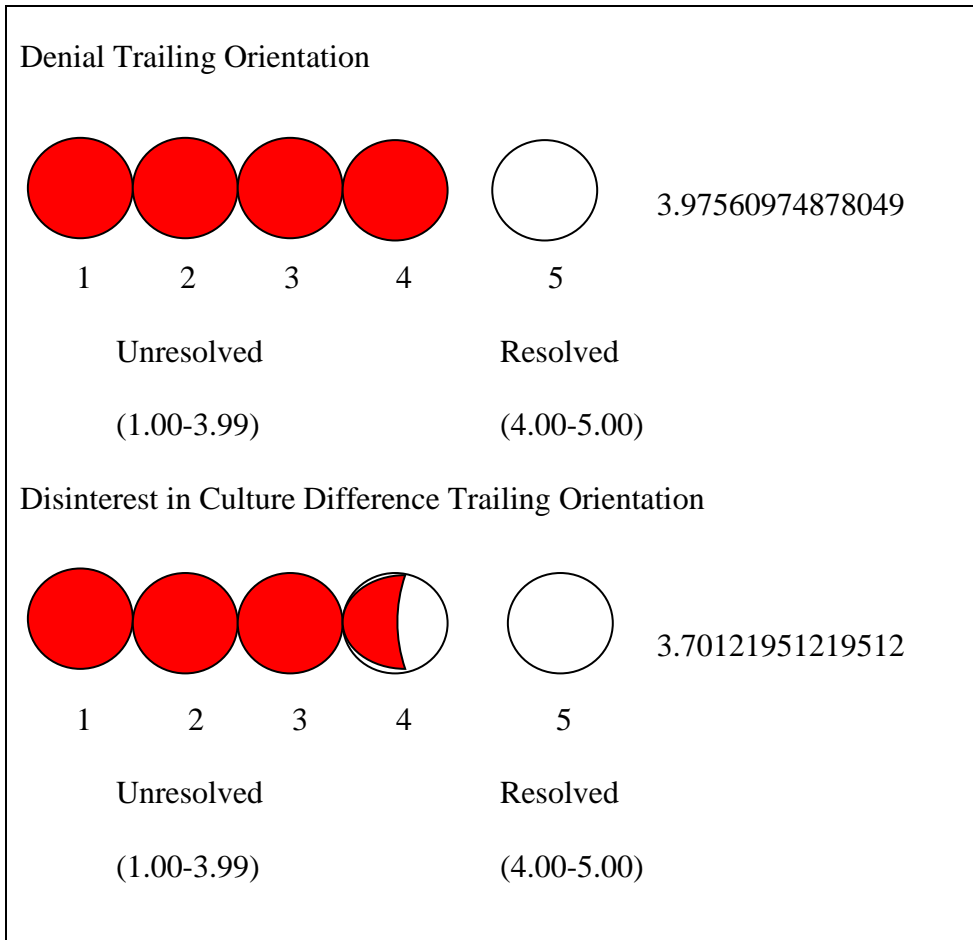 Denial Trailing Orientation
3.97560974878049
1 2 3 4 5
Unresolved Resolved
(1.00-3.99) (4.00-5.00)
Disinterest in Culture Difference Trailing Orientation
3.70121951219512
1 2 3 4 5
Unresolved Resolved
(1.00-3.99) (4.00-5.00)